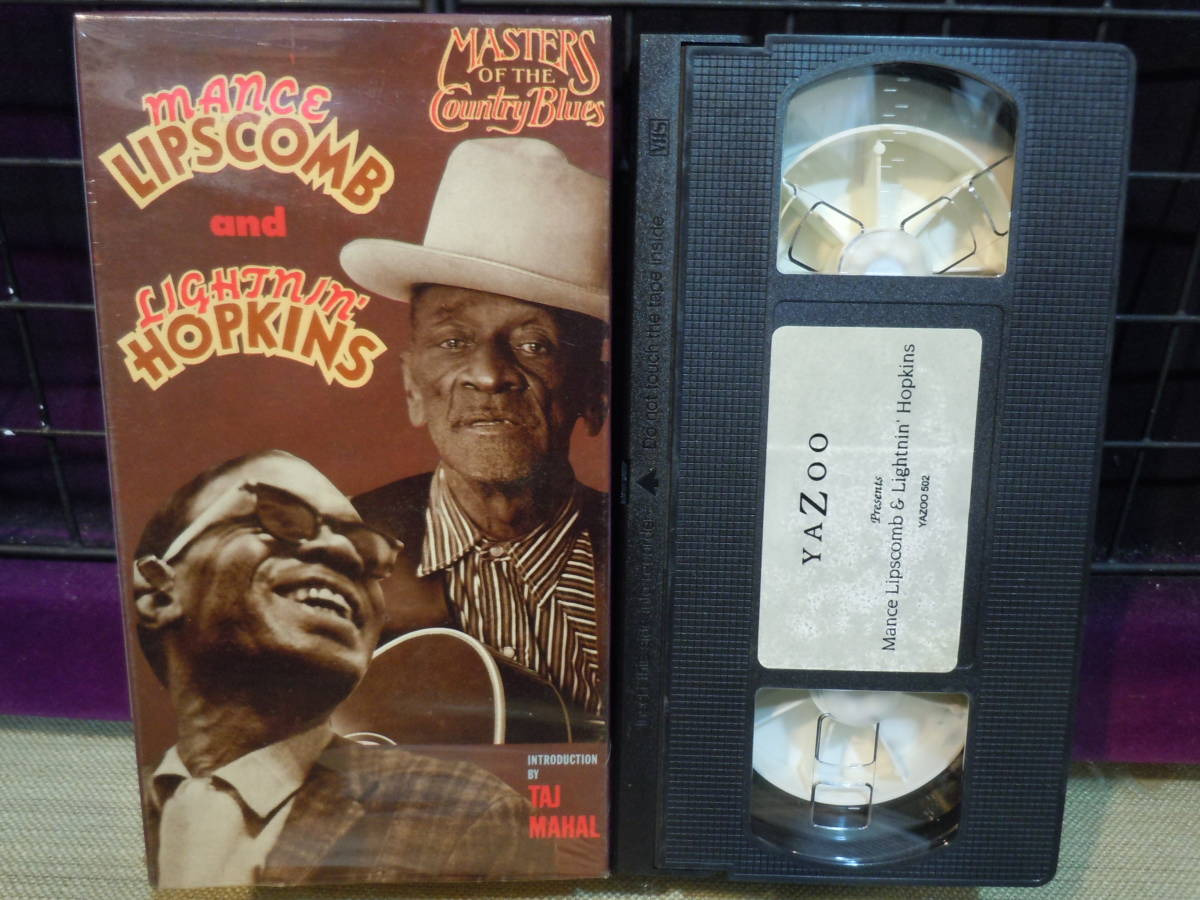 MASTERS
OF THE
Country Blues
MANCE
LIPSCOMB
and
LIGHTNIN'
HOPKINS
INTRODUCTION
BY
TAJ
MAHAL
VHS
Do not touch the tape inside
YAZOO
Presents
Mance Lipscomb & Lightnin' Hopkins
YAZOO 502